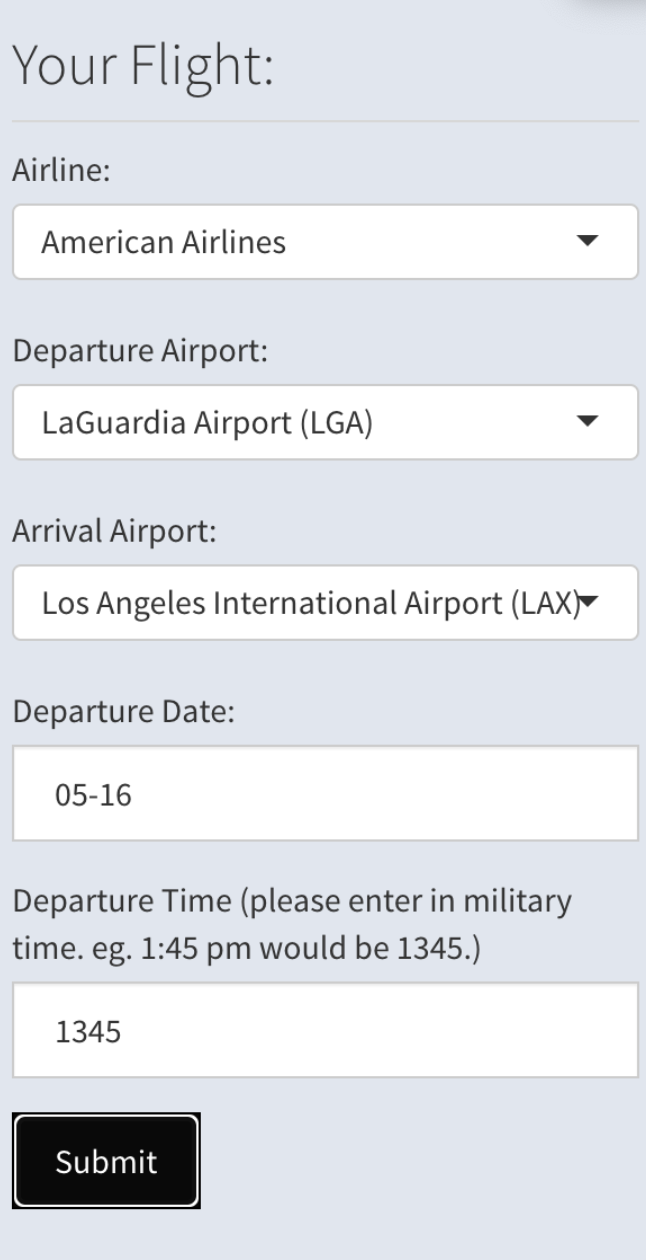 Your Flight:
Airline:
American Airlines
Departure Airport:
LaGuardia Airport (LGA)
Arrival Airport:
Los Angeles International Airport (LAX)
Departure Date:
05-16
Departure Time (please enter in military
time. eg. 1:45 pm would be 1345.)
1345
Submit